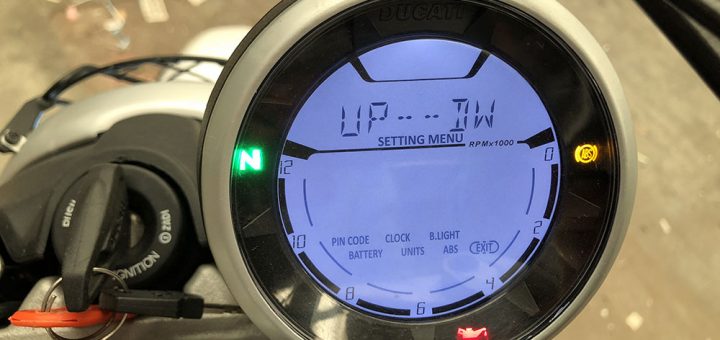 DUCATI
UP---DW
SETTING MENU
RPMx1000
N
ABS
12
0
10
2
8
4
6
PIN CODE CLOCK B.LIGHT
BATTERY UNITS ABS EXIT
IGNITION